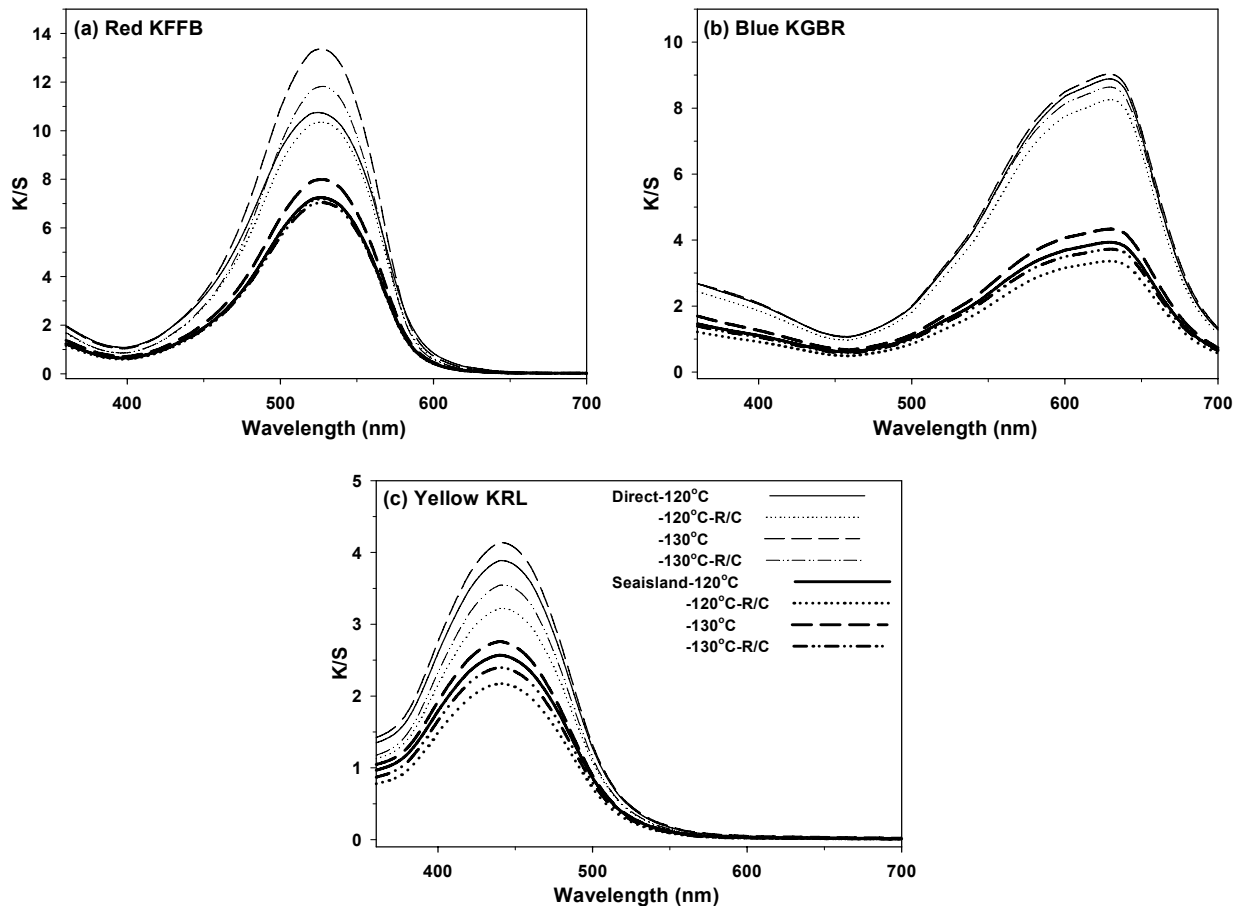 (a) Red KFFB
14
12
10
8
6
4
2
0
K/S
400
500
600
700
Wavelength (nm)
(b) Blue KGBR
10
8
6
4
2
0
K/S
400
500
600
700
Wavelength (nm)
(c) Yellow KRL
5
4
3
2
1
0
K/S
400
500
600
700
Wavelength (nm)
Direct-120°C
-120°C-R/C
-130°C
-130°C-R/C
Seaisland-120°C
-120°C-R/C
-130°C
-130°C-R/C